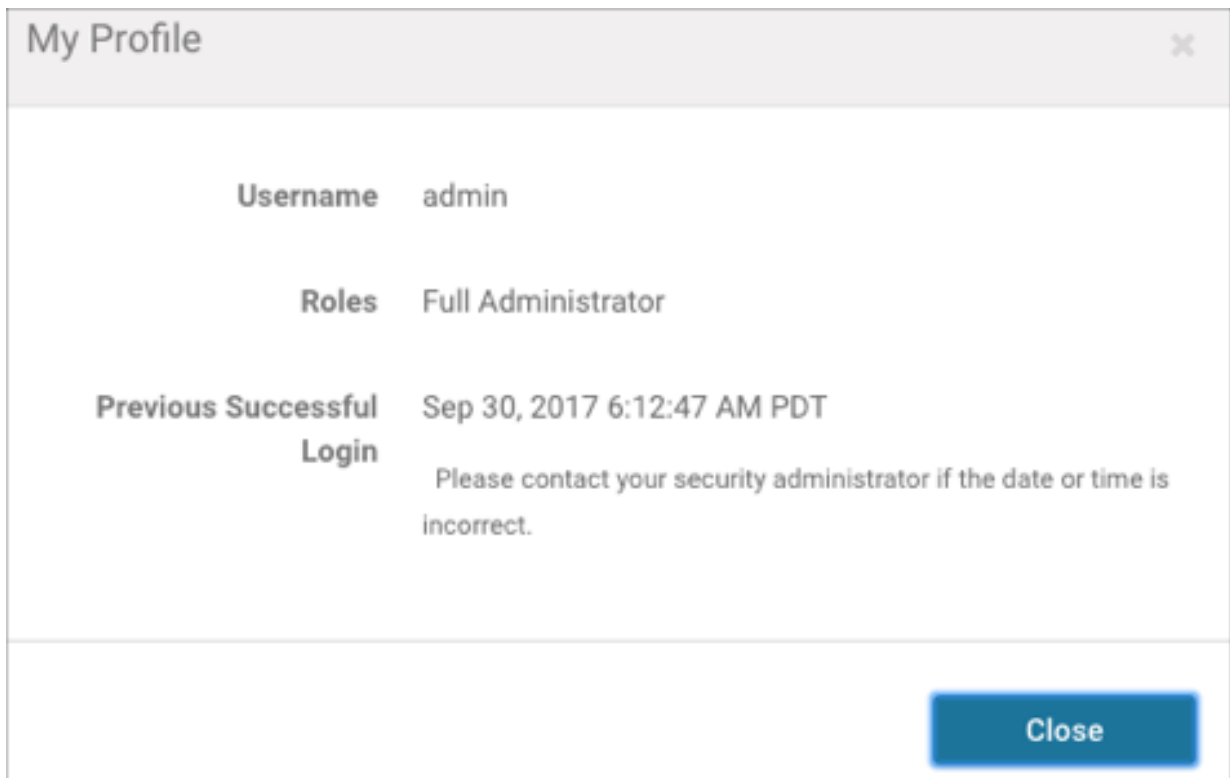 My Profile
Username admin
Roles Full Administrator
Previous Successful Sep 30, 2017 6:12:47 AM PDT
Login
Please contact your security administrator if the date or time is
incorrect.
Close